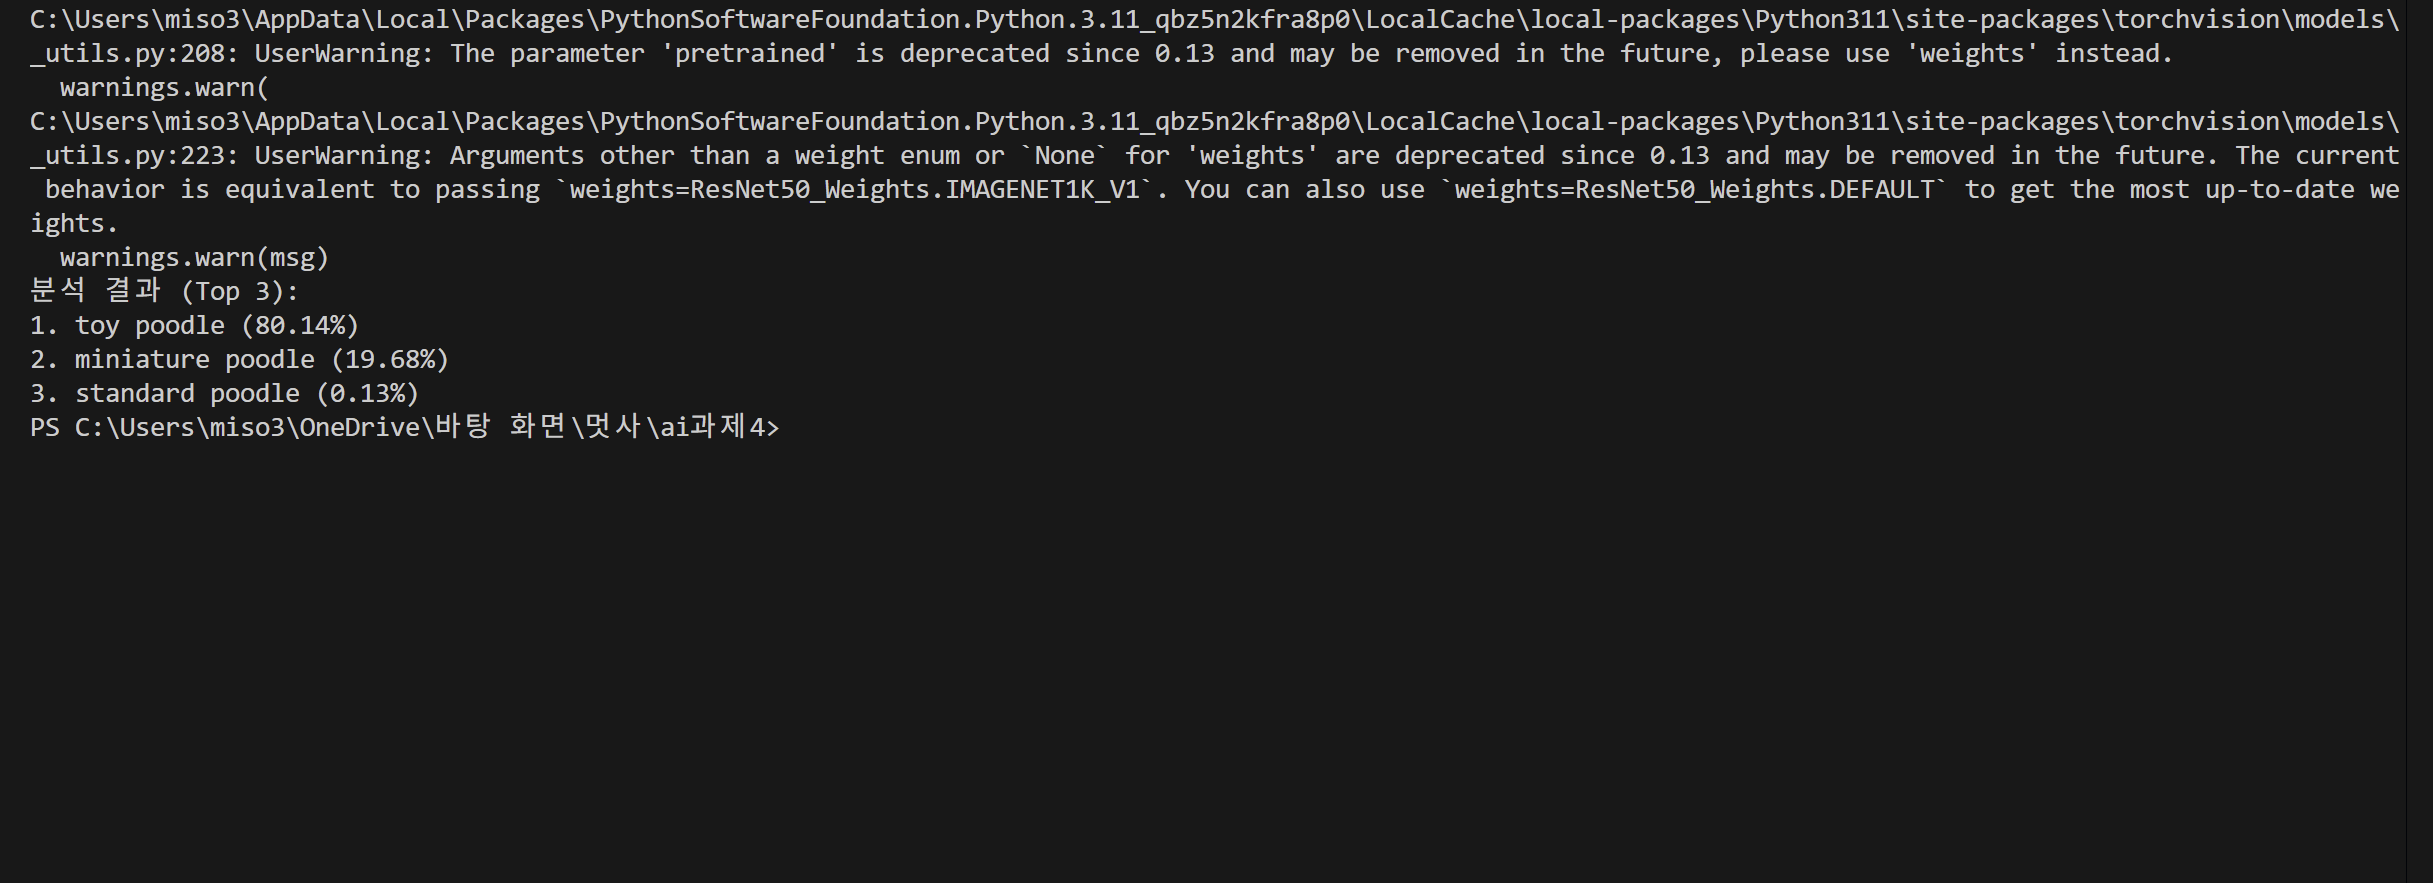 C:\Users\miso3\AppData\Local\Packages\PythonSoftwareFoundation.Python.3.11_qbz5n2kfra8p0\LocalCache\local-packages\Python311\site-packages\torchvision\models\
_utils.py:208: UserWarning: The parameter 'pretrained' is deprecated since 0.13 and may be removed in the future, please use 'weights' instead.
  warnings.warn(
C:\Users\miso3\AppData\Local\Packages\PythonSoftwareFoundation.Python.3.11_qbz5n2kfra8p0\LocalCache\local-packages\Python311\site-packages\torchvision\models\
_utils.py:223: UserWarning: Arguments other than a weight enum or `None` for 'weights' are deprecated since 0.13 and may be removed in the future. The current
 behavior is equivalent to passing `weights=ResNet50_Weights.IMAGENET1K_V1`. You can also use `weights=ResNet50_Weights.DEFAULT` to get the most up-to-date we
ights.
  warnings.warn(msg)
분석 결과 (Top 3):
1. toy poodle (80.14%)
2. miniature poodle (19.68%)
3. standard poodle (0.13%)
PS C:\Users\miso3\OneDrive\바탕 화면\멋사\ai과제4>